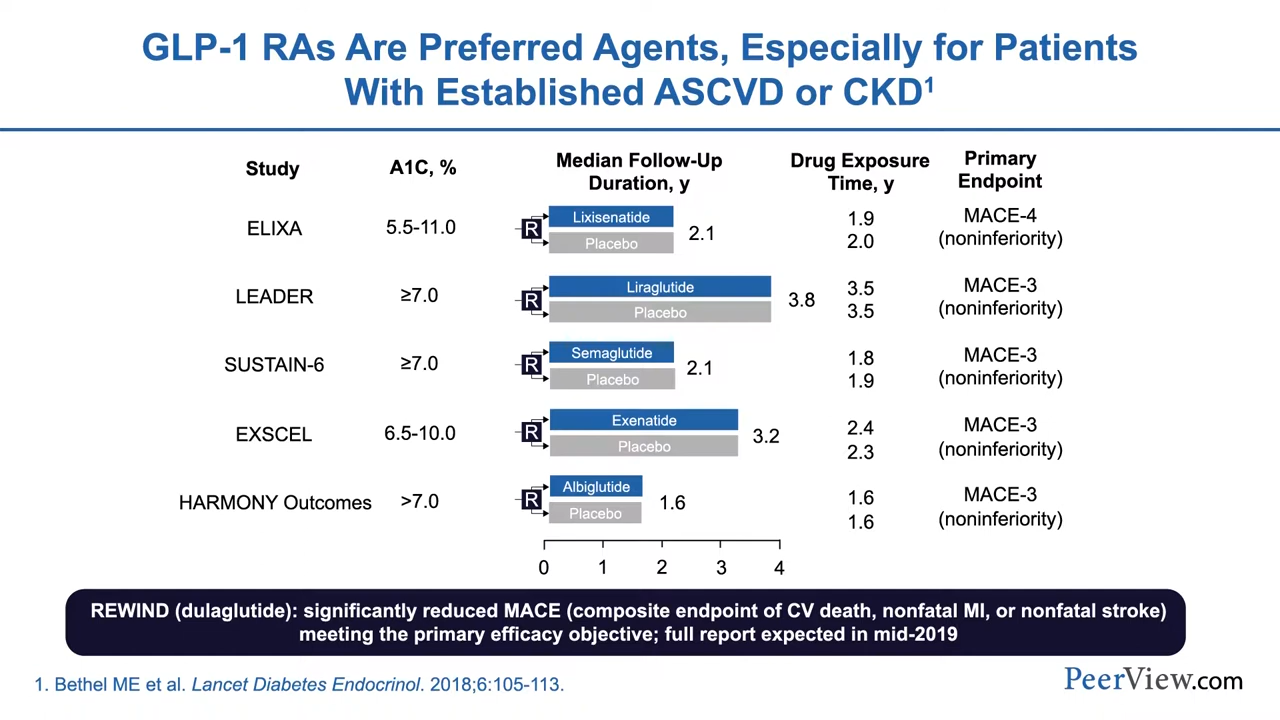 GLP-1 RAs Are Preferred Agents, Especially for Patients
With Established ASCVD or CKD1
Study
A1C, %
Median Follow-Up
Duration, y
Drug Exposure
Time, y
Primary
Endpoint
ELIXA
5.5-11.0
R
Lixisenatide
Placebo
2.1
1.9
2.0
MACE-4
(noninferiority)
LEADER
≥7.0
R
Liraglutide
Placebo
3.8
3.5
3.5
MACE-3
(noninferiority)
SUSTAIN-6
≥7.0
R
Semaglutide
Placebo
2.1
1.8
1.9
MACE-3
(noninferiority)
EXSCEL
6.5-10.0
R
Exenatide
Placebo
3.2
2.4
2.3
MACE-3
(noninferiority)
HARMONY Outcomes
>7.0
R
Albiglutide
Placebo
1.6
1.6
1.6
MACE-3
(noninferiority)
0 1 2 3 4
REWIND (dulaglutide): significantly reduced MACE (composite endpoint of CV death, nonfatal MI, or nonfatal stroke)
meeting the primary efficacy objective; full report expected in mid-2019
1. Bethel ME et al. Lancet Diabetes Endocrinol. 2018;6:105-113.
PeerView.com